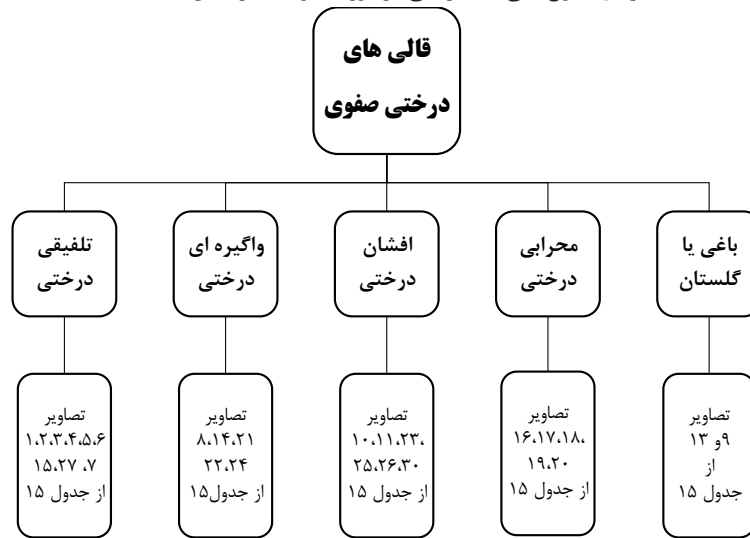 قالی های
درختی صفوی
باغی یا
گلستان
محرابی
درختی
افشان
درختی
واگیره ای
درختی
تلفیقی
درختی
تصاویر
۹و ۱۳
از
جدول ۱۵
تصاویر
۱۶،۱۷،۱۸،
۱۹،۲۰
از جدول ۱۵
تصاویر
۱۰،۱۱،۲۳،
۲۵،۲۶،۳۰
از جدول ۱۵
تصاویر
۸،۱۴،۲۱
۲۲،۲۴
از جدول۱۵
تصاویر
۱،۲،۳،۴،۵،۶
۷، ۱۵،۲۷
از جدول ۱۵